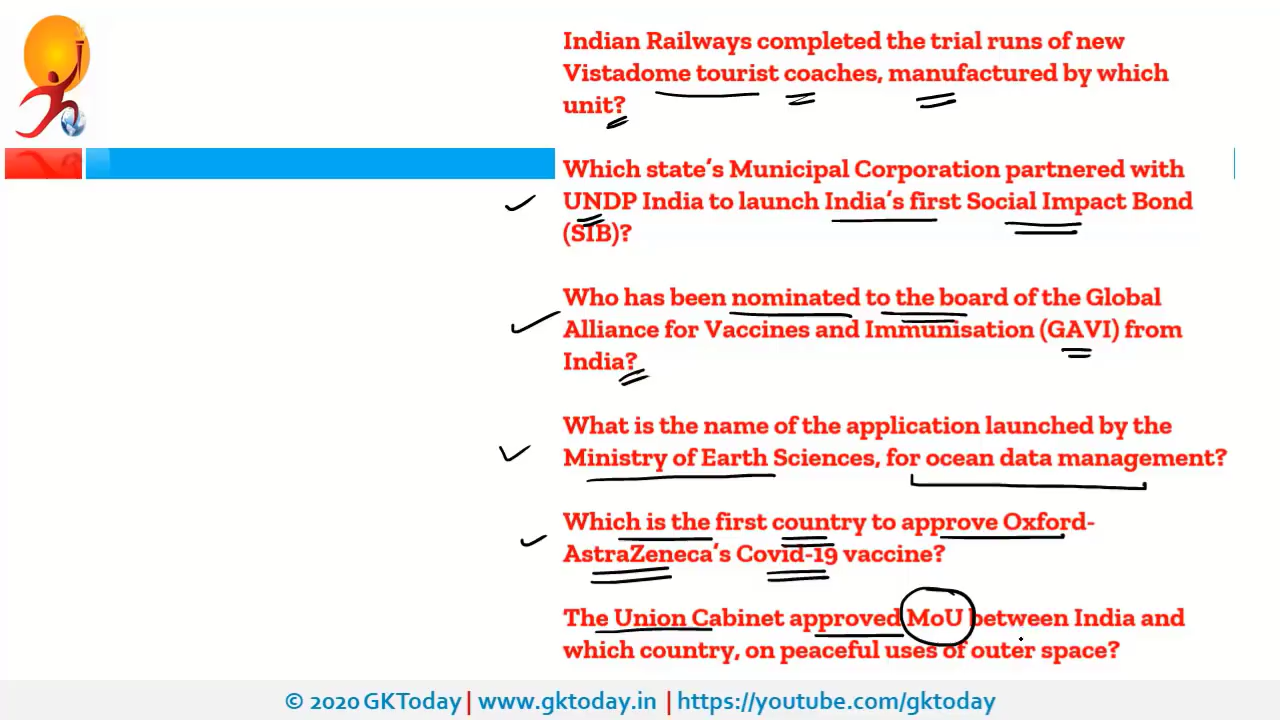 Indian Railways completed the trial runs of new
Vistadome tourist coaches, manufactured by which
unit?
Which state's Municipal Corporation partnered with
UNDP India to launch India's first Social Impact Bond
(SIB)?
Who has been nominated to the board of the Global
Alliance for Vaccines and Immunisation (GAVI) from
India?
What is the name of the application launched by the
Ministry of Earth Sciences, for ocean data management?
Which is the first country to approve Oxford-
AstraZeneca's Covid-19 vaccine?
The Union Cabinet approved MoU between India and
which country, on peaceful uses of outer space?
© 2020 GKToday | www.gktoday.in | https://youtube.com/gktoday